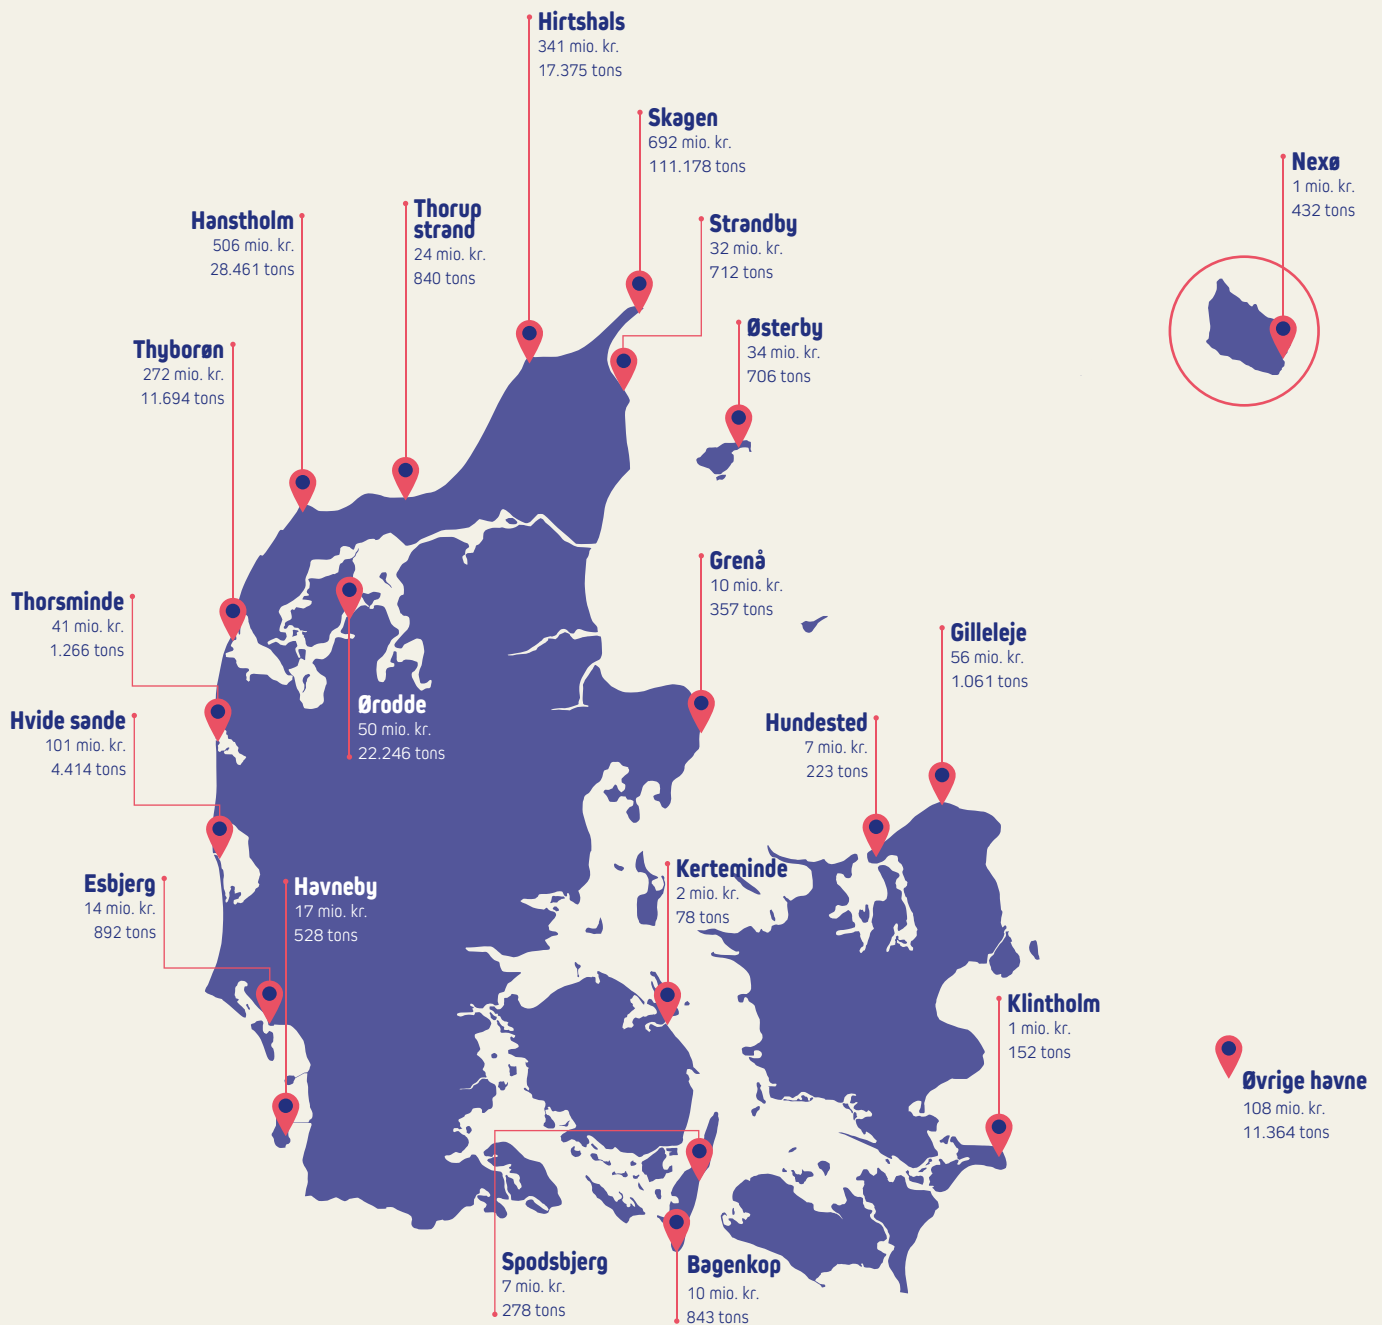 Hirtshals
341 mio. kr.
17.375 tons
Skagen
692 mio. kr.
111.178 tons
Nexø
1 mio. kr.
432 tons
Thorup
strand
24 mio. kr.
840 tons
Hanstholm
506 mio. kr.
28.461 tons
Strandby
32 mio. kr.
712 tons
Østerby
34 mio. kr.
706 tons
Thyborøn
272 mio. kr.
11.694 tons
Grenå
10 mio. kr.
357 tons
Thorsminde
41 mio. kr.
1.266 tons
Gilleleje
56 mio. kr.
1.061 tons
Ørodde
50 mio. kr.
22.246 tons
Hvide sande
101 mio. kr.
4.414 tons
Hundested
7 mio. kr.
223 tons
Kerteminde
2 mio. kr.
78 tons
Esbjerg
14 mio. kr.
892 tons
Havneby
17 mio. kr.
528 tons
Klintholm
1 mio. kr.
152 tons
Øvrige havne
108 mio. kr.
11.364 tons
Spodsbjerg
7 mio. kr.
278 tons
Bagenkop
10 mio. kr.
843 tons